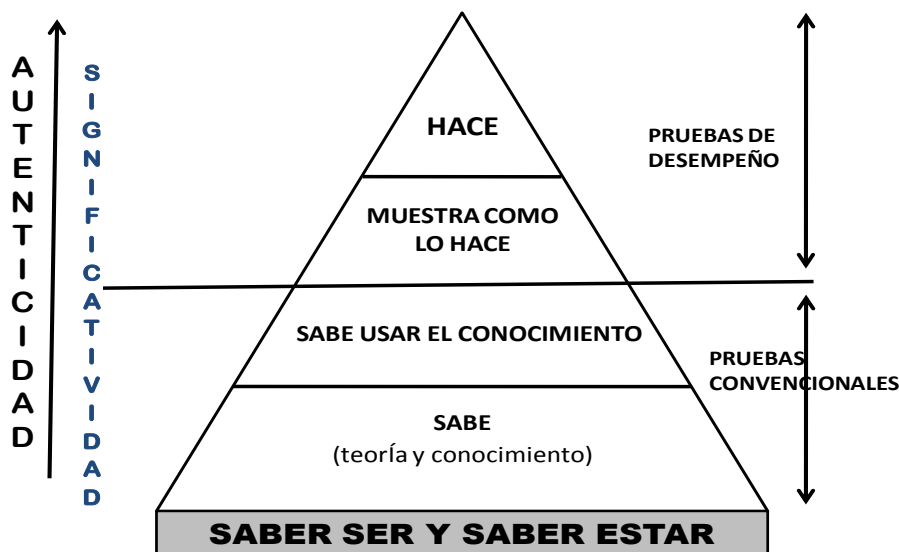 AUTENTICIDAD
SIGNIFICATIVIDAD
HACE
PRUEBAS DE
DESEMPEÑO
MUESTRA COMO
LO HACE
SABE USAR EL CONOCIMIENTO
PRUEBAS
CONVENCIONALES
SABE
(teoría y conocimiento)
SABER SER Y SABER ESTAR